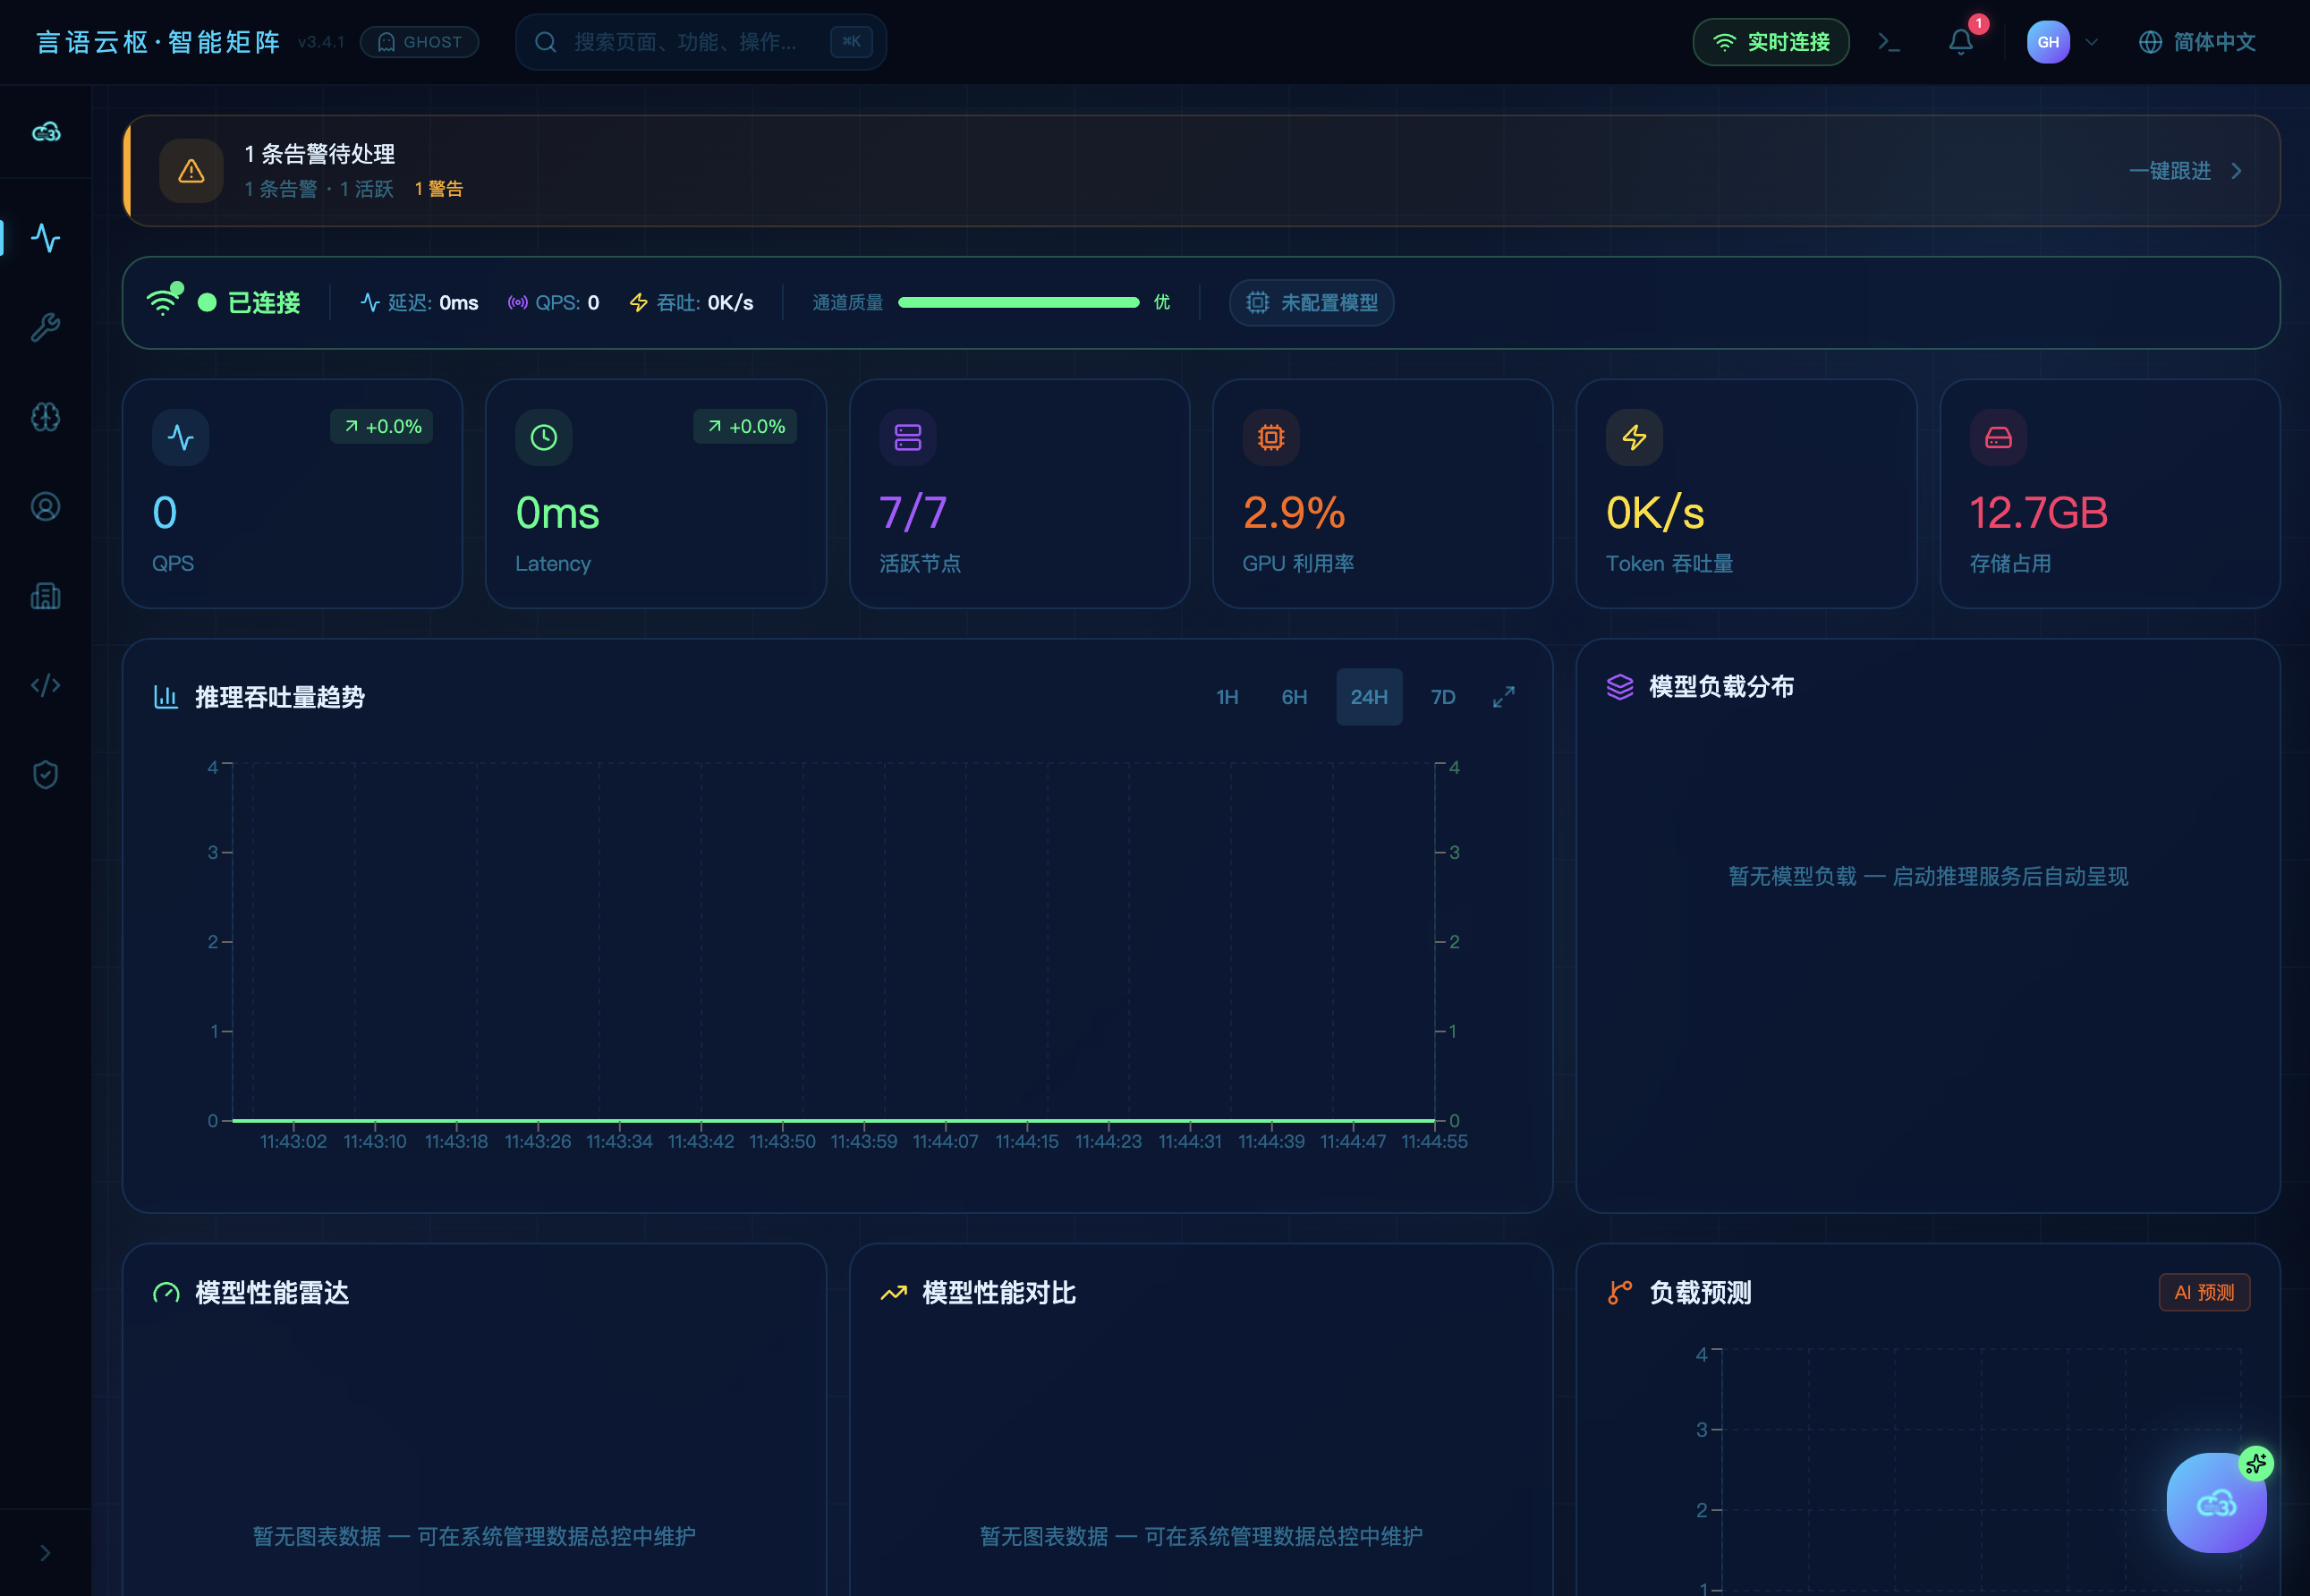 言语云枢·智能矩阵 v3.4.1 GHOST 搜索页面、功能、操作... ⌘K 实时连接 1 GH 简体中文
1 条告警待处理
1 条告警 · 1 活跃 1 警告
一键跟进
已连接 延迟: 0ms QPS: 0 吞吐: 0K/s 通道质量 优 未配置模型
+0.0%
0
QPS
+0.0%
0ms
Latency
7/7
活跃节点
2.9%
GPU 利用率
0K/s
Token 吞吐量
12.7GB
存储占用
推理吞吐量趋势 1H 6H 24H 7D
4 4
3 3
2 2
1 1
0 0
11:43:02 11:43:10 11:43:18 11:43:26 11:43:34 11:43:42 11:43:50 11:43:59 11:44:07 11:44:15 11:44:23 11:44:31 11:44:39 11:44:47 11:44:55
模型负载分布
暂无模型负载 — 启动推理服务后自动呈现
模型性能雷达
暂无图表数据 — 可在系统管理数据总控中维护
模型性能对比
暂无图表数据 — 可在系统管理数据总控中维护
负载预测 AI 预测
4
3
2
1